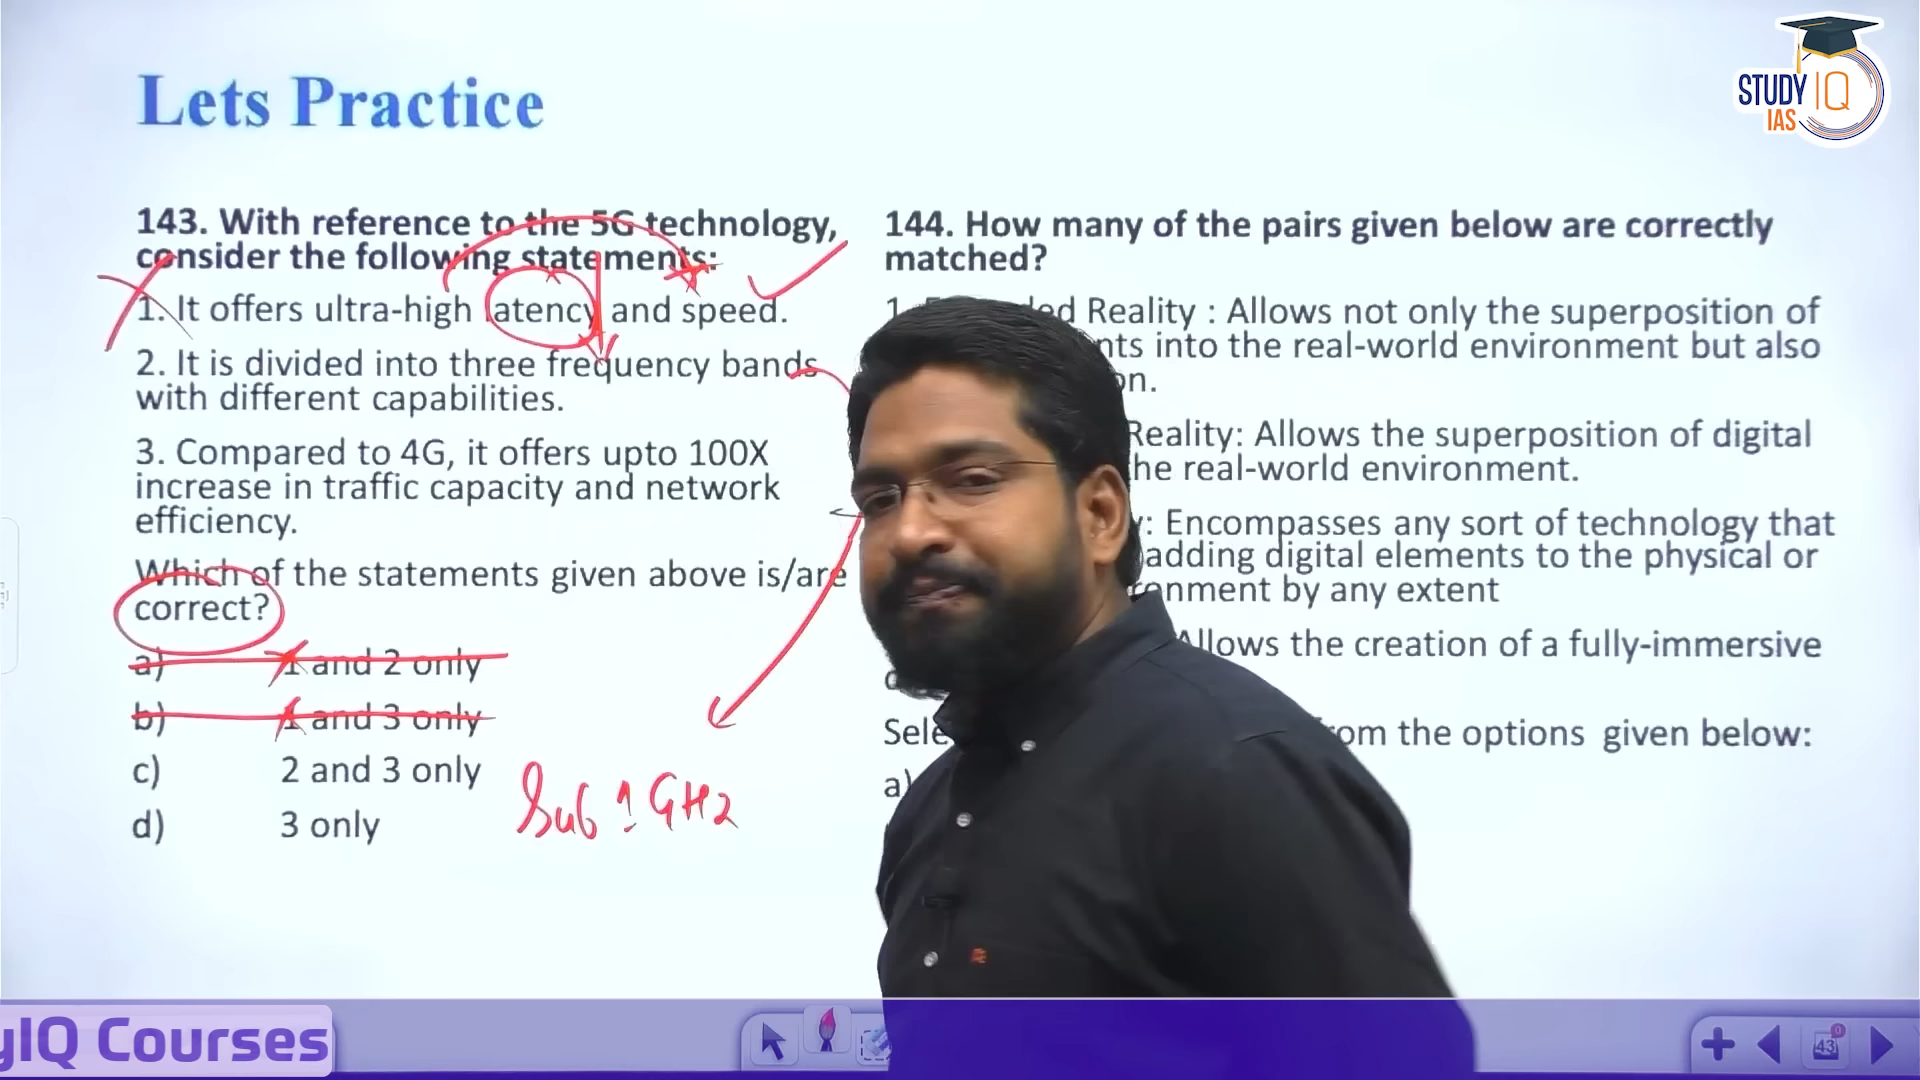 Lets Practice
STUDY IQ
IAS
143. With reference to the 5G technology,
consider the following statements:
1. It offers ultra-high latency and speed.
2. It is divided into three frequency bands
with different capabilities.
3. Compared to 4G, it offers upto 100X
increase in traffic capacity and network
efficiency.
Which of the statements given above is/are
correct?
a) 1 and 2 only
b) 1 and 3 only
c) 2 and 3 only
d) 3 only
Sub 1 GHz
144. How many of the pairs given below are correctly
matched?
1. Reality : Allows not only the superposition of
into the real-world environment but also
Reality: Allows the superposition of digital
real-world environment.
Encompasses any sort of technology that
adding digital elements to the physical or
by any extent
Allows the creation of a fully-immersive
the options given below:
a)
yIQ Courses
43
0